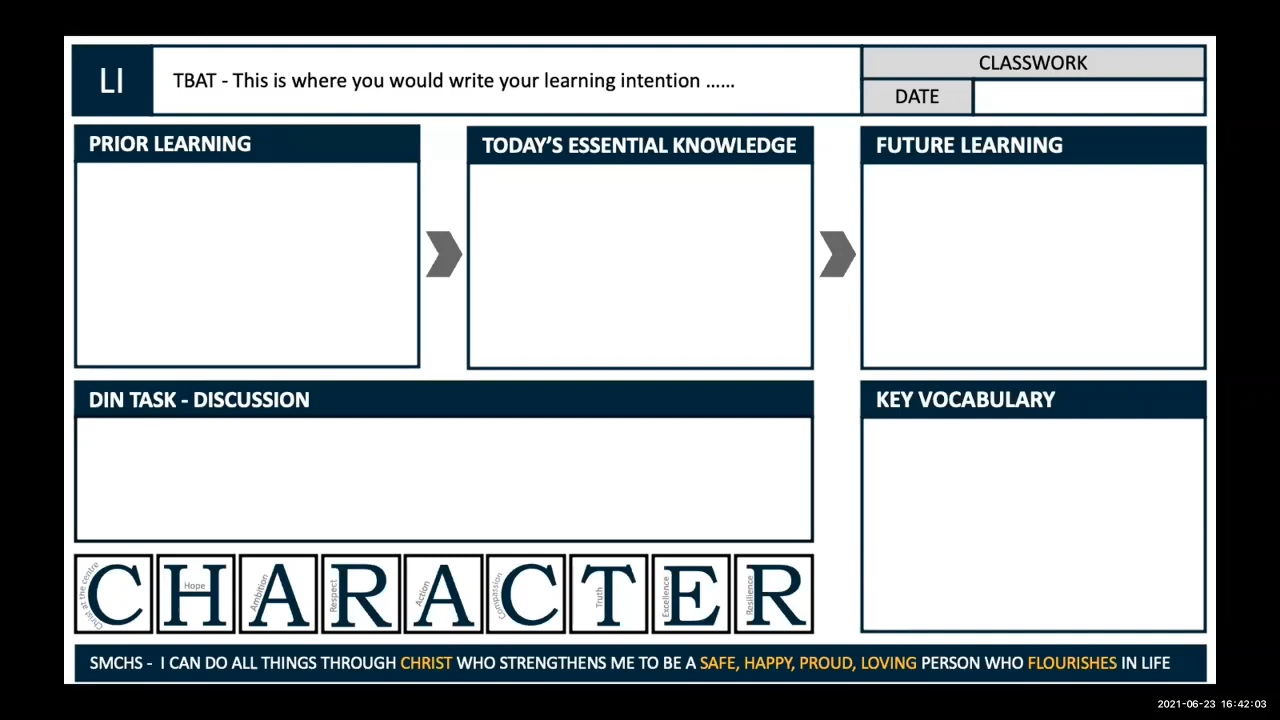 LI
TBAT - This is where you would write your learning intention ......
CLASSWORK
DATE
PRIOR LEARNING
TODAY'S ESSENTIAL KNOWLEDGE
FUTURE LEARNING
DIN TASK - DISCUSSION
KEY VOCABULARY
CHARACTER
Christ at the centre
Hope
Ambition
Respect
Action
Compassion
Truth
Excellence
Resilience
SMCHS - I CAN DO ALL THINGS THROUGH CHRIST WHO STRENGTHENS ME TO BE A SAFE, HAPPY, PROUD, LOVING PERSON WHO FLOURISHES IN LIFE
2021-06-23 16:42:03